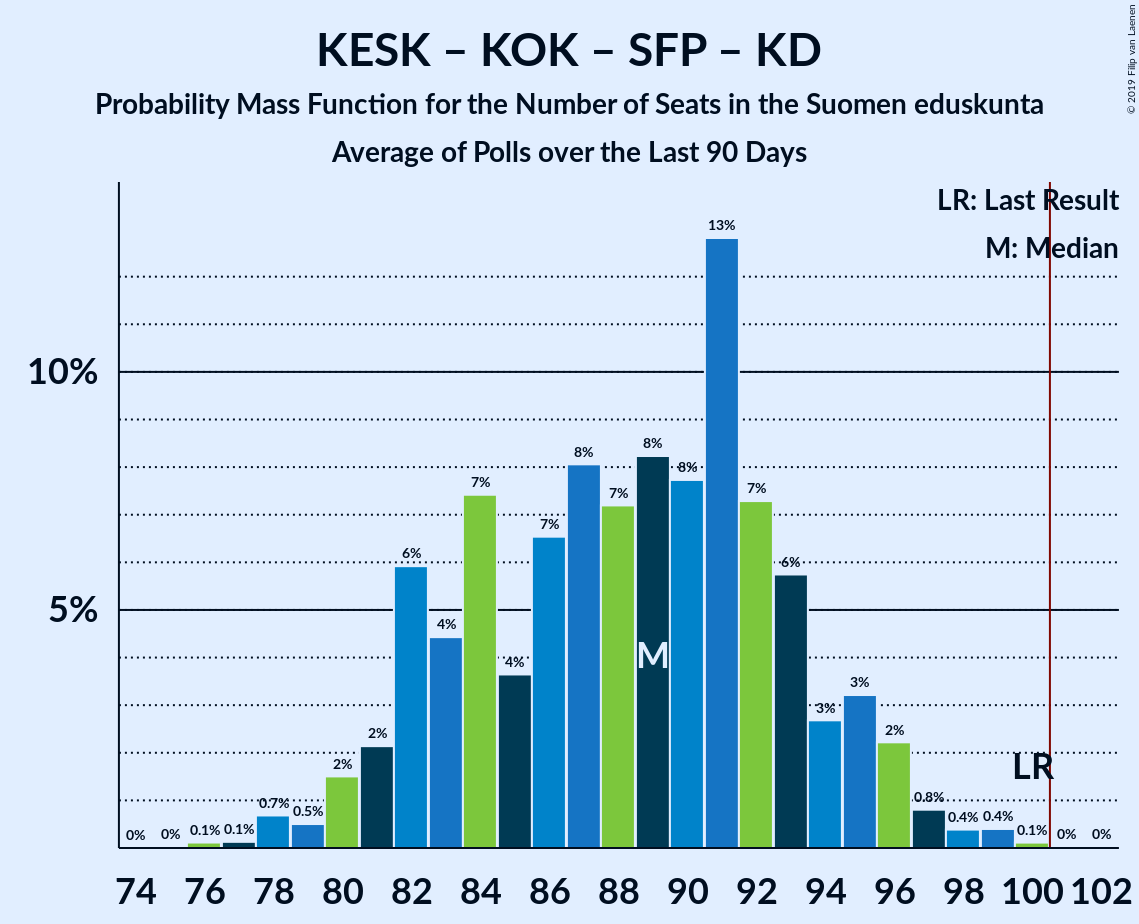 KESK – KOK – SFP – KD
Probability Mass Function for the Number of Seats in the Suomen eduskunta
Average of Polls over the Last 90 Days
© 2019 Filip van Laenen
LR: Last Result
M: Median
10%
5%
0% 0% 0.1% 0.1% 0.7% 0.5% 2% 2% 6% 4% 7% 4% 7% 8% 7% 8% 8% 13% 7% 6% 3% 3% 2% 0.8% 0.4% 0.4% 0.1% 0% 0%
M
LR
74 76 78 80 82 84 86 88 90 92 94 96 98 100 102